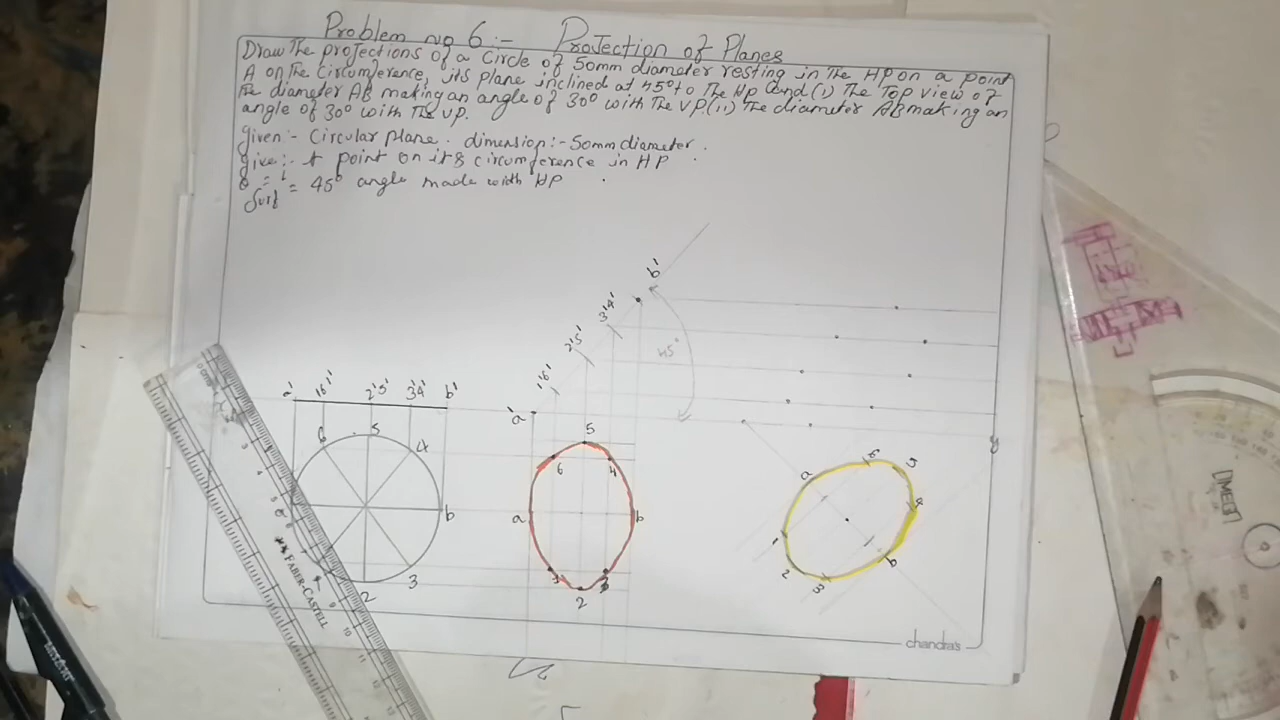 Problem no 6:- Projection of Planes
Draw The projections of a Circle of 50mm diameter resting in The HP on a point
A on The Circumference, its plane inclined at 45° to The Hp and (i) The Top view of
The diameter AB making an angle of 30° with The VP (ii) The diameter AB making an
angle of 30° with The VP.
Given:- Circular plane. dimension:- 50mm diameter.
give:- A point on its circumference in HP
= 45° angle made with HP
b'
3'4'
2'5'
45°
1'6'
a' 2'5' 3'4' b'
a'
y
6 5 4
5
6 4
6 5
a 4
b
a b
b
2 3
2
2 3
FABER-CASTELL
chandra's